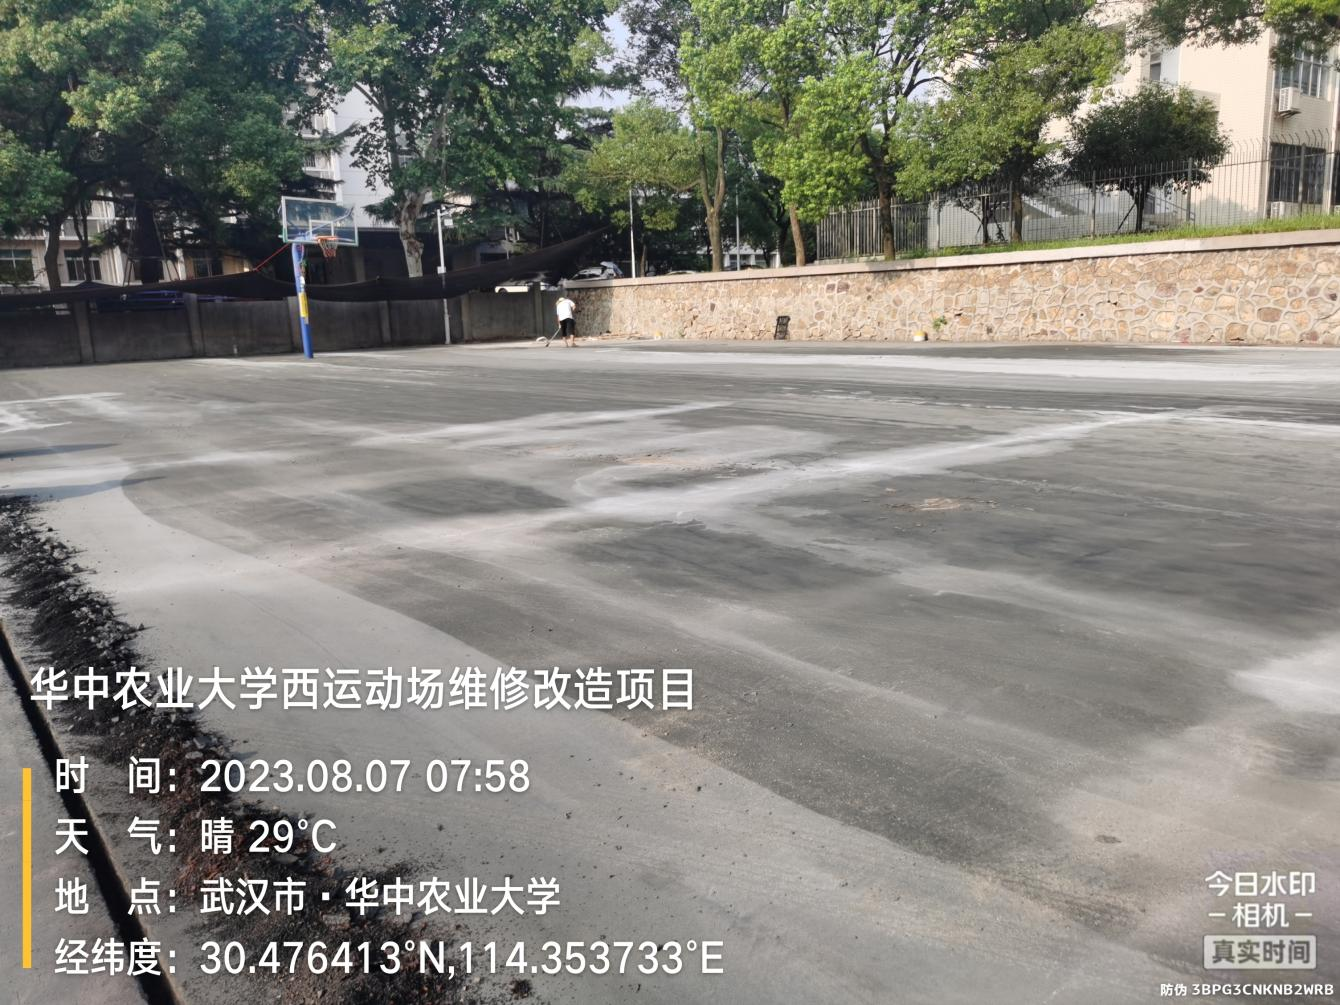 华中农业大学西运动场维修改造项目
时 间：2023.08.07 07:58
天 气：晴 29°C
地 点：武汉市·华中农业大学
经纬度：30.476413°N,114.353733°E
今日水印
-相机-
真实时间
防伪 3BPG3CNKNB2WRB